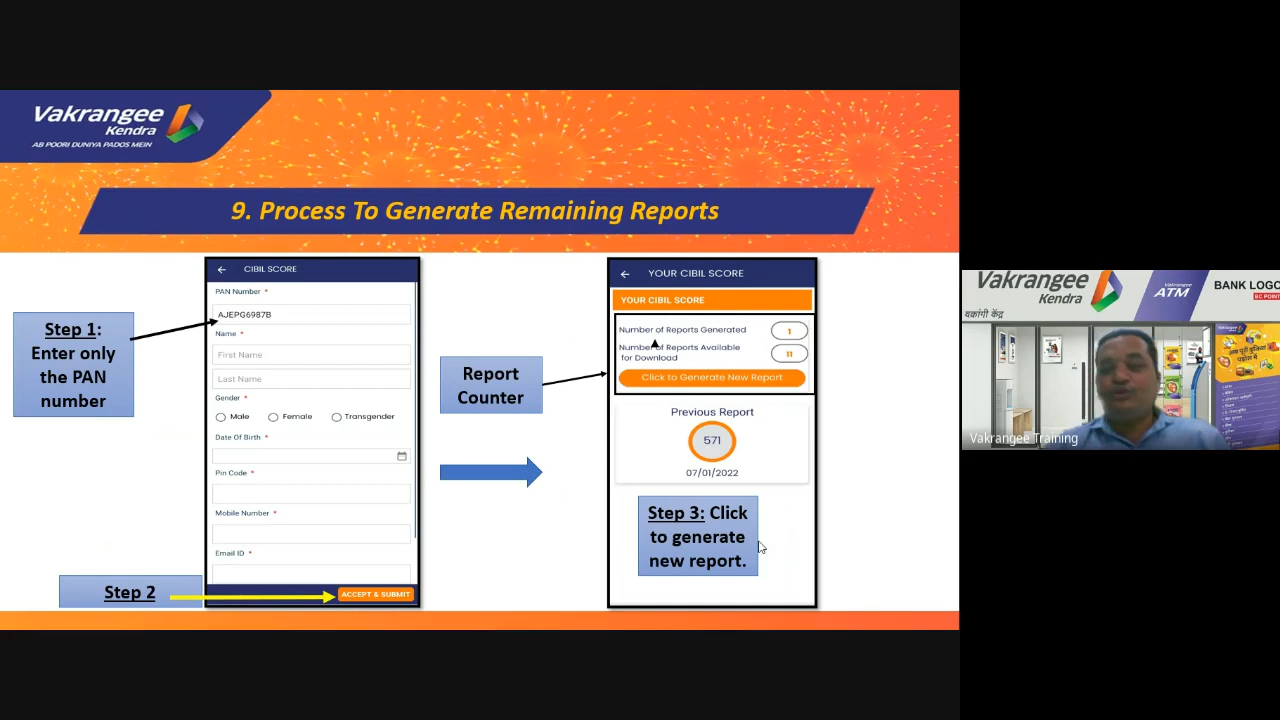 Vakrangee
Kendra
AB POORI DUNIYA PADOS MEIN
9. Process To Generate Remaining Reports
Step 1:
Enter only
the PAN
number
CIBIL SCORE
PAN Number *
AJEPG6987B
Name *
First Name
Last Name
Gender *
Male Female Transgender
Date Of Birth *
Pin Code *
Mobile Number *
Email ID *
ACCEPT & SUBMIT
Step 2
Report
Counter
YOUR CIBIL SCORE
YOUR CIBIL SCORE
Number of Reports Generated 1
Number of Reports Available
for Download 11
Click to Generate New Report
Previous Report
571
07/01/2022
Step 3: Click
to generate
new report.
Vakrangee
Kendra
वक्रांगी केंद्र
Vakrangee
ATM
BANK LOGO
BC POINT
Vakrangee Training